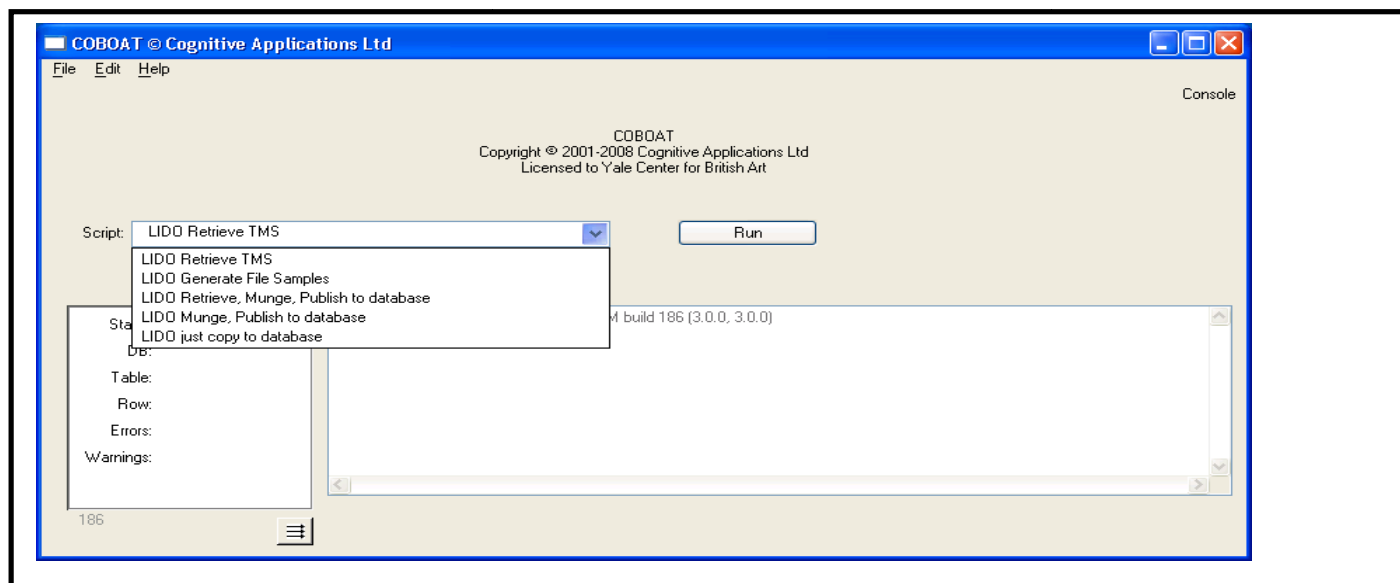 COBOAT © Cognitive Applications Ltd
File Edit Help
Console
COBOAT
Copyright © 2001-2008 Cognitive Applications Ltd
Licensed to Yale Center for British Art
Script: LIDO Retrieve TMS Run
LIDO Retrieve TMS
LIDO Generate File Samples
LIDO Retrieve, Munge, Publish to database
LIDO Munge, Publish to database
LIDO just copy to database
build 186 (3.0.0, 3.0.0)
DB:
Table:
Row:
Errors:
Warnings:
186